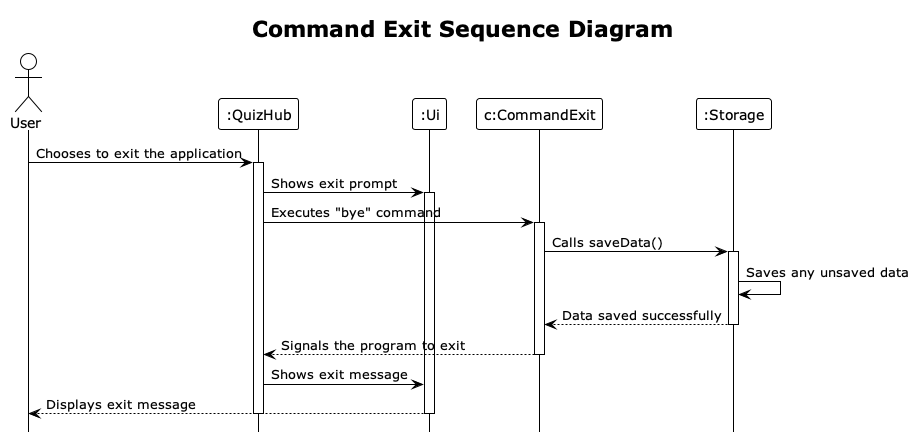 Command Exit Sequence Diagram
User
:QuizHub
:Ui
c:CommandExit
:Storage
Chooses to exit the application
Shows exit prompt
Executes "bye" command
Calls saveData()
Saves any unsaved data
Data saved successfully
Signals the program to exit
Shows exit message
Displays exit message